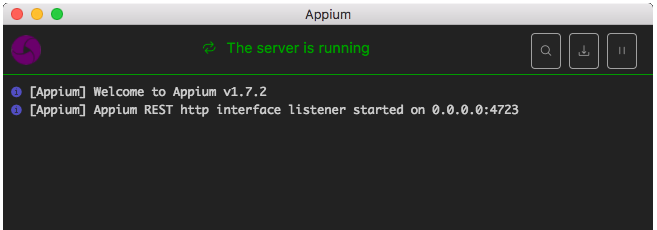 Appium
The server is running
[Appium] Welcome to Appium v1.7.2
[Appium] Appium REST http interface listener started on 0.0.0.0:4723